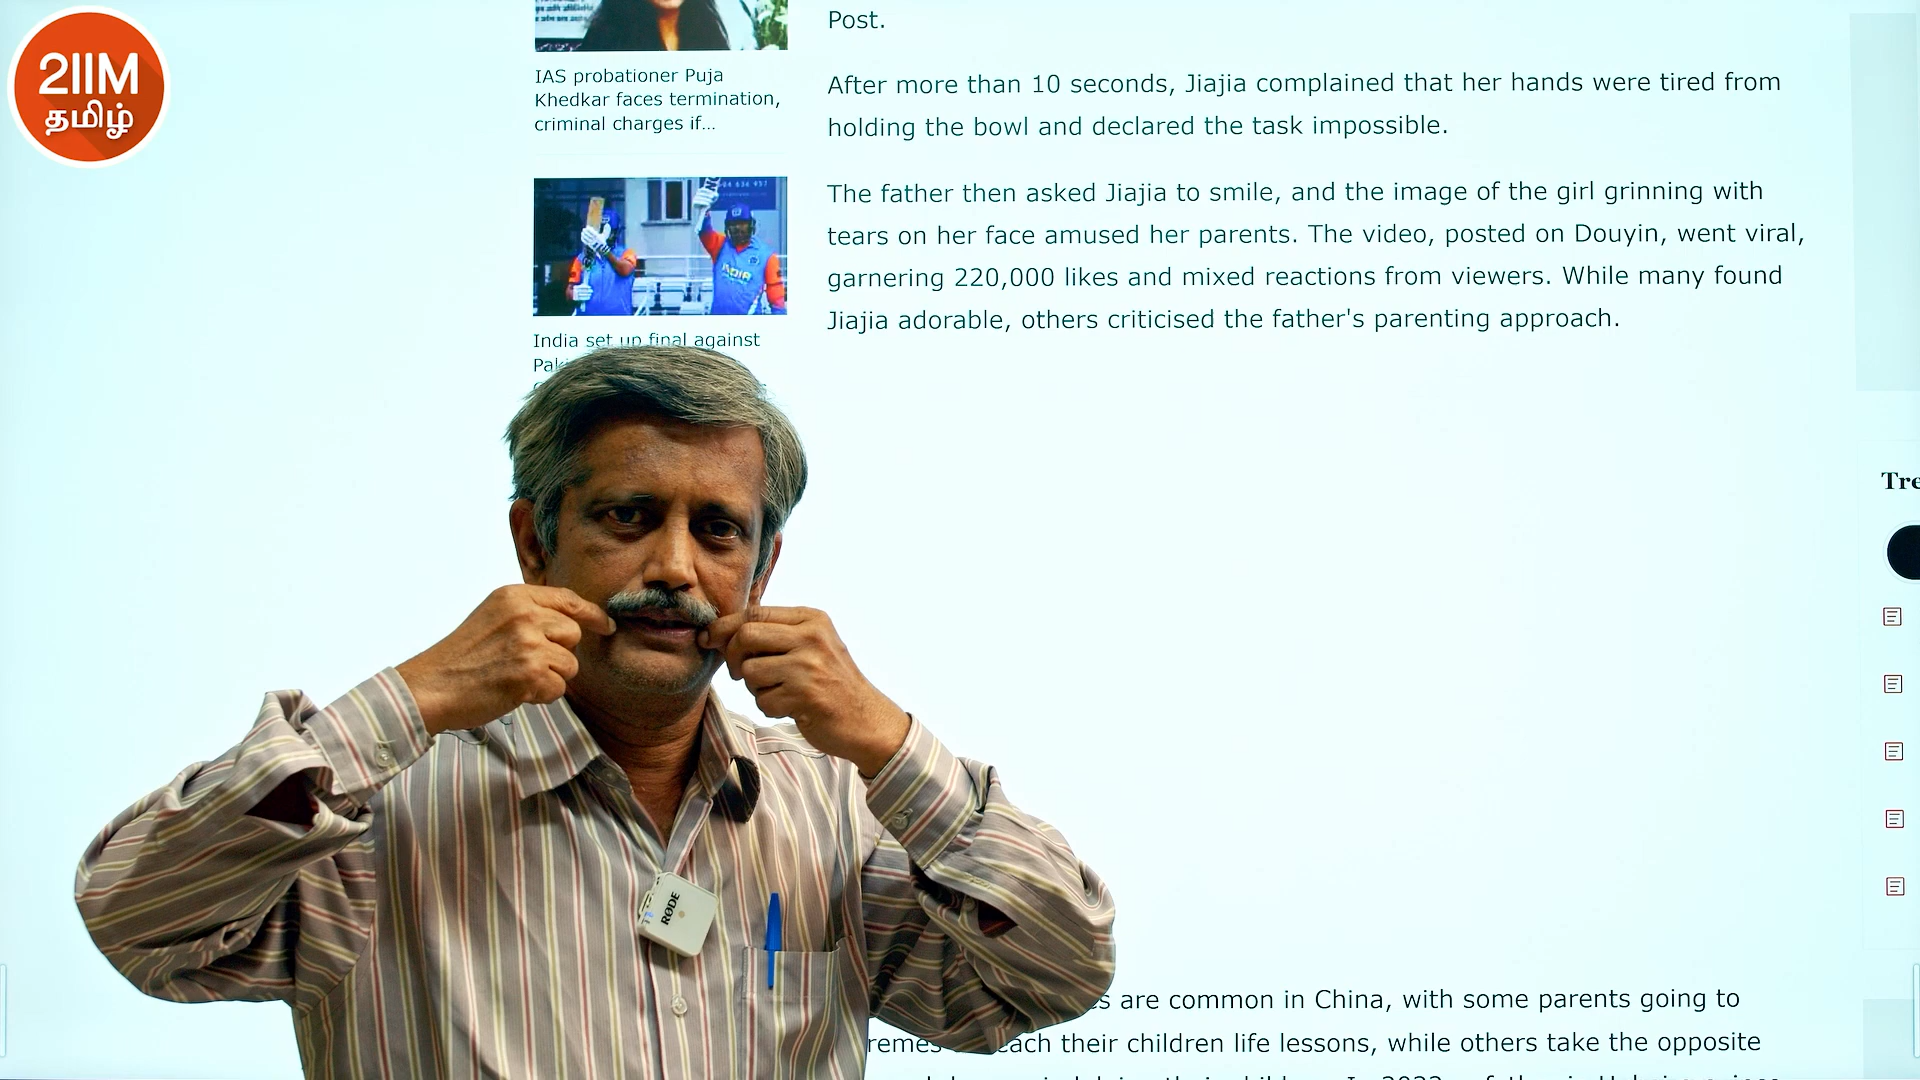 2IIM
தமிழ்
IAS probationer Puja
Khedkar faces termination,
criminal charges if...
INDIA
India set up final against
Post.
After more than 10 seconds, Jiajia complained that her hands were tired from
holding the bowl and declared the task impossible.
The father then asked Jiajia to smile, and the image of the girl grinning with
tears on her face amused her parents. The video, posted on Douyin, went viral,
garnering 220,000 likes and mixed reactions from viewers. While many found
Jiajia adorable, others criticised the father's parenting approach.
are common in China, with some parents going to
their children life lessons, while others take the opposite
Tre
RØDE